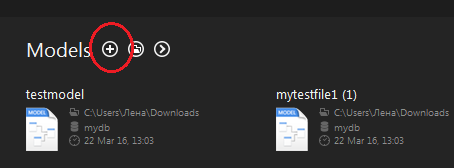 Models
testmodel
mytestfile1 (1)
MODEL
C:\Users\Лена\Downloads
mydb
22 Mar 16, 13:03
MODEL
C:\Users\Лена\Downloads
mydb
22 Mar 16, 13:03